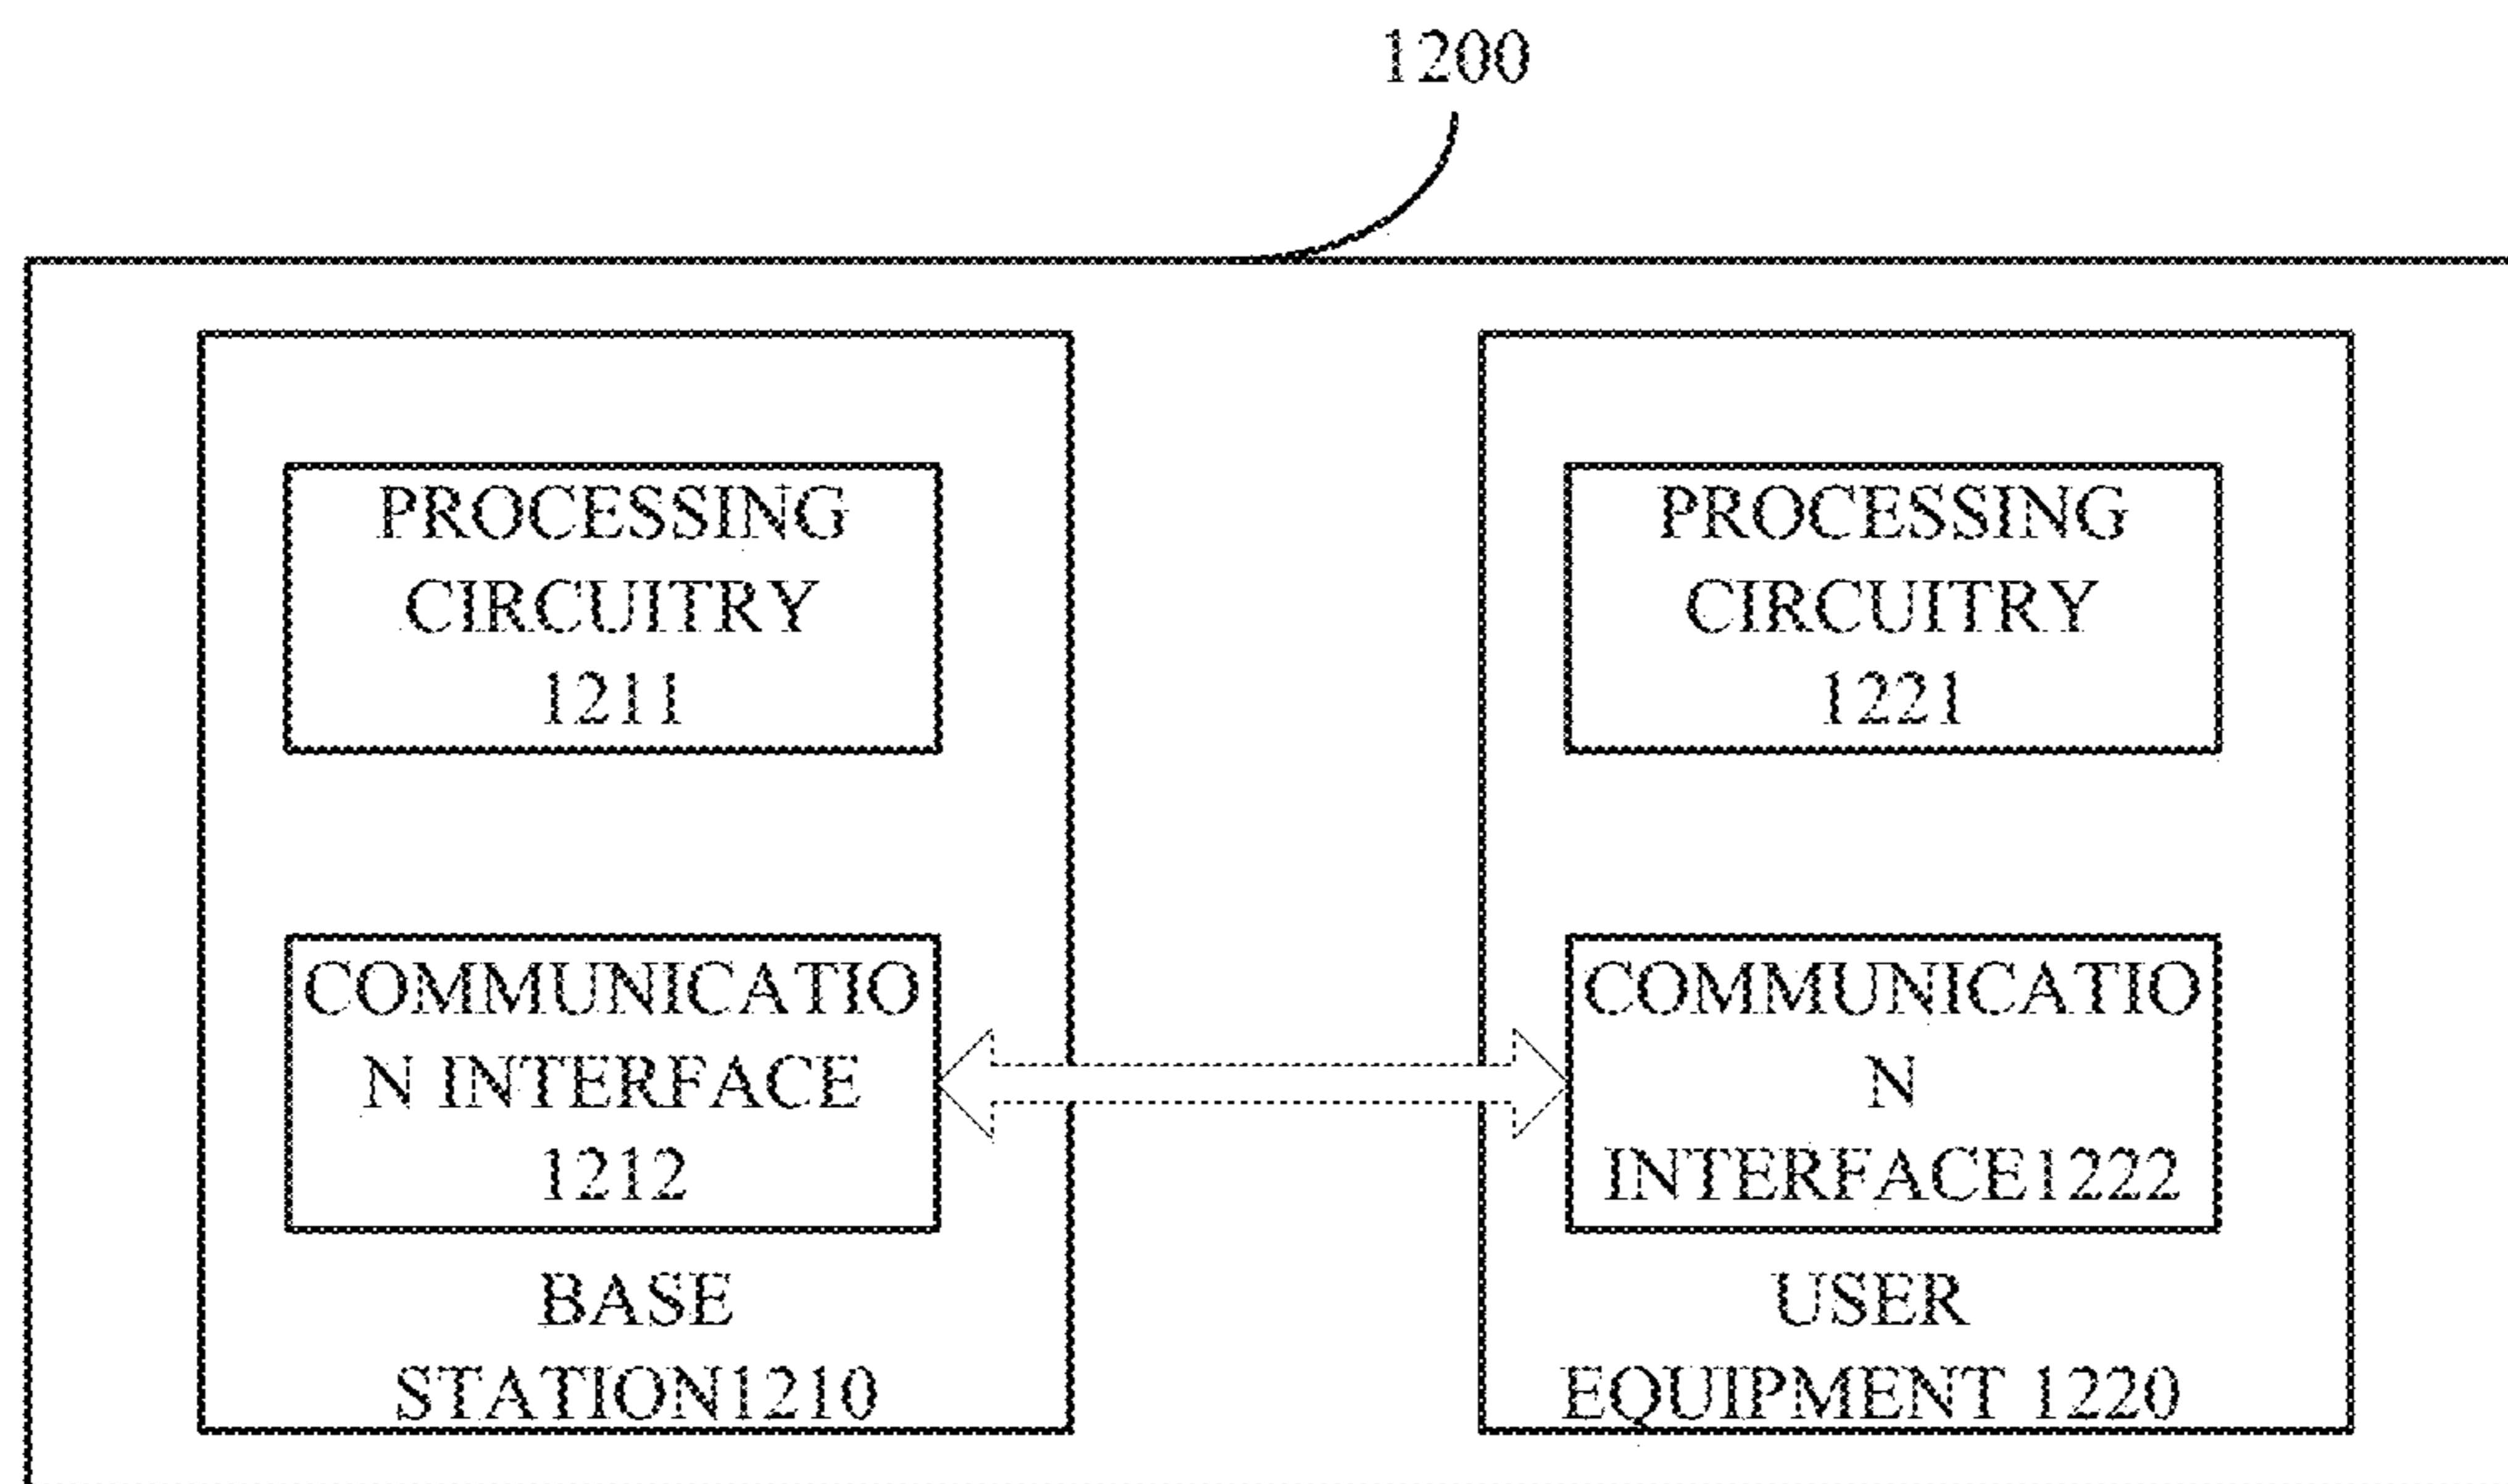 1200
PROCESSING
CIRCUITRY
1211
COMMUNICATIO
N INTERFACE
1212
BASE
STATION1210
PROCESSING
CIRCUITRY
1221
COMMUNICATIO
N
INTERFACE1222
USER
EQUIPMENT 1220